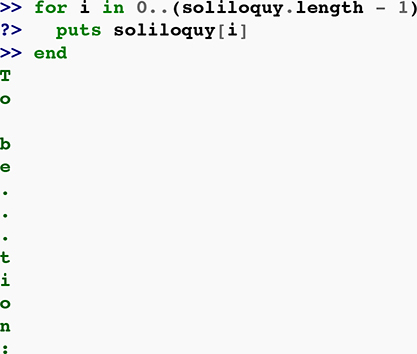 >> for i in 0..(soliloquy.length - 1)
?>   puts soliloquy[i]
>> end
T
o

b
e
.
.
.
t
i
o
n
: